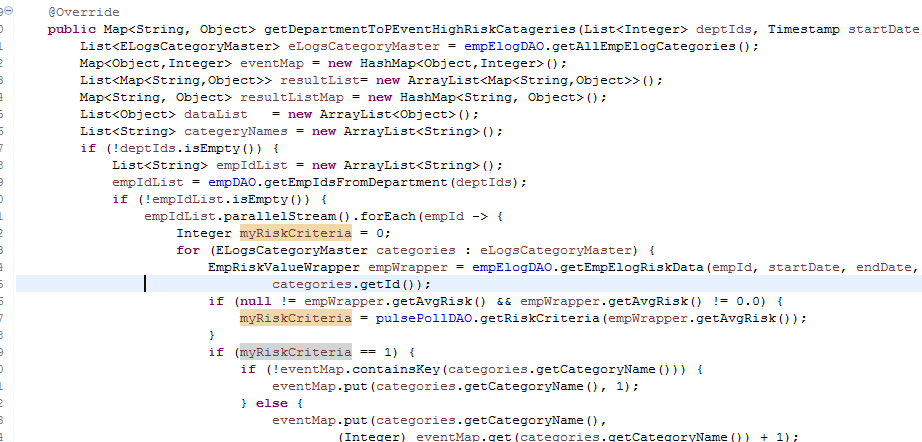 @Override
public Map<String, Object> getDepartmentToPEventHighRiskCatageries(List<Integer> deptIds, Timestamp startDate
List<ELogsCategoryMaster> eLogsCategoryMaster = empElogDAO.getAllEmpElogCategories();
Map<Object,Integer> eventMap = new HashMap<Object,Integer>();
List<Map<String,Object>> resultList= new ArrayList<Map<String,Object>>();
Map<String, Object> resultListMap = new HashMap<String, Object>();
List<Object> dataList   = new ArrayList<Object>();
List<String> categeryNames = new ArrayList<String>();
if (!deptIds.isEmpty()) {
List<String> empIdList = new ArrayList<String>();
empIdList = empDAO.getEmpIdsFromDepartment(deptIds);
if (!empIdList.isEmpty()) {
empIdList.parallelStream().forEach(empId -> {
Integer myRiskCriteria = 0;
for (ELogsCategoryMaster categories : eLogsCategoryMaster) {
EmpRiskValueWrapper empWrapper = empElogDAO.getEmpElogRiskData(empId, startDate, endDate,
categories.getId());
if (null != empWrapper.getAvgRisk() && empWrapper.getAvgRisk() != 0.0) {
myRiskCriteria = pulsePollDAO.getRiskCriteria(empWrapper.getAvgRisk());
}
if (myRiskCriteria == 1) {
if (!eventMap.containsKey(categories.getCategoryName())) {
eventMap.put(categories.getCategoryName(), 1);
} else {
eventMap.put(categories.getCategoryName(),
(Integer) eventMap.get(categories.getCategoryName()) + 1);